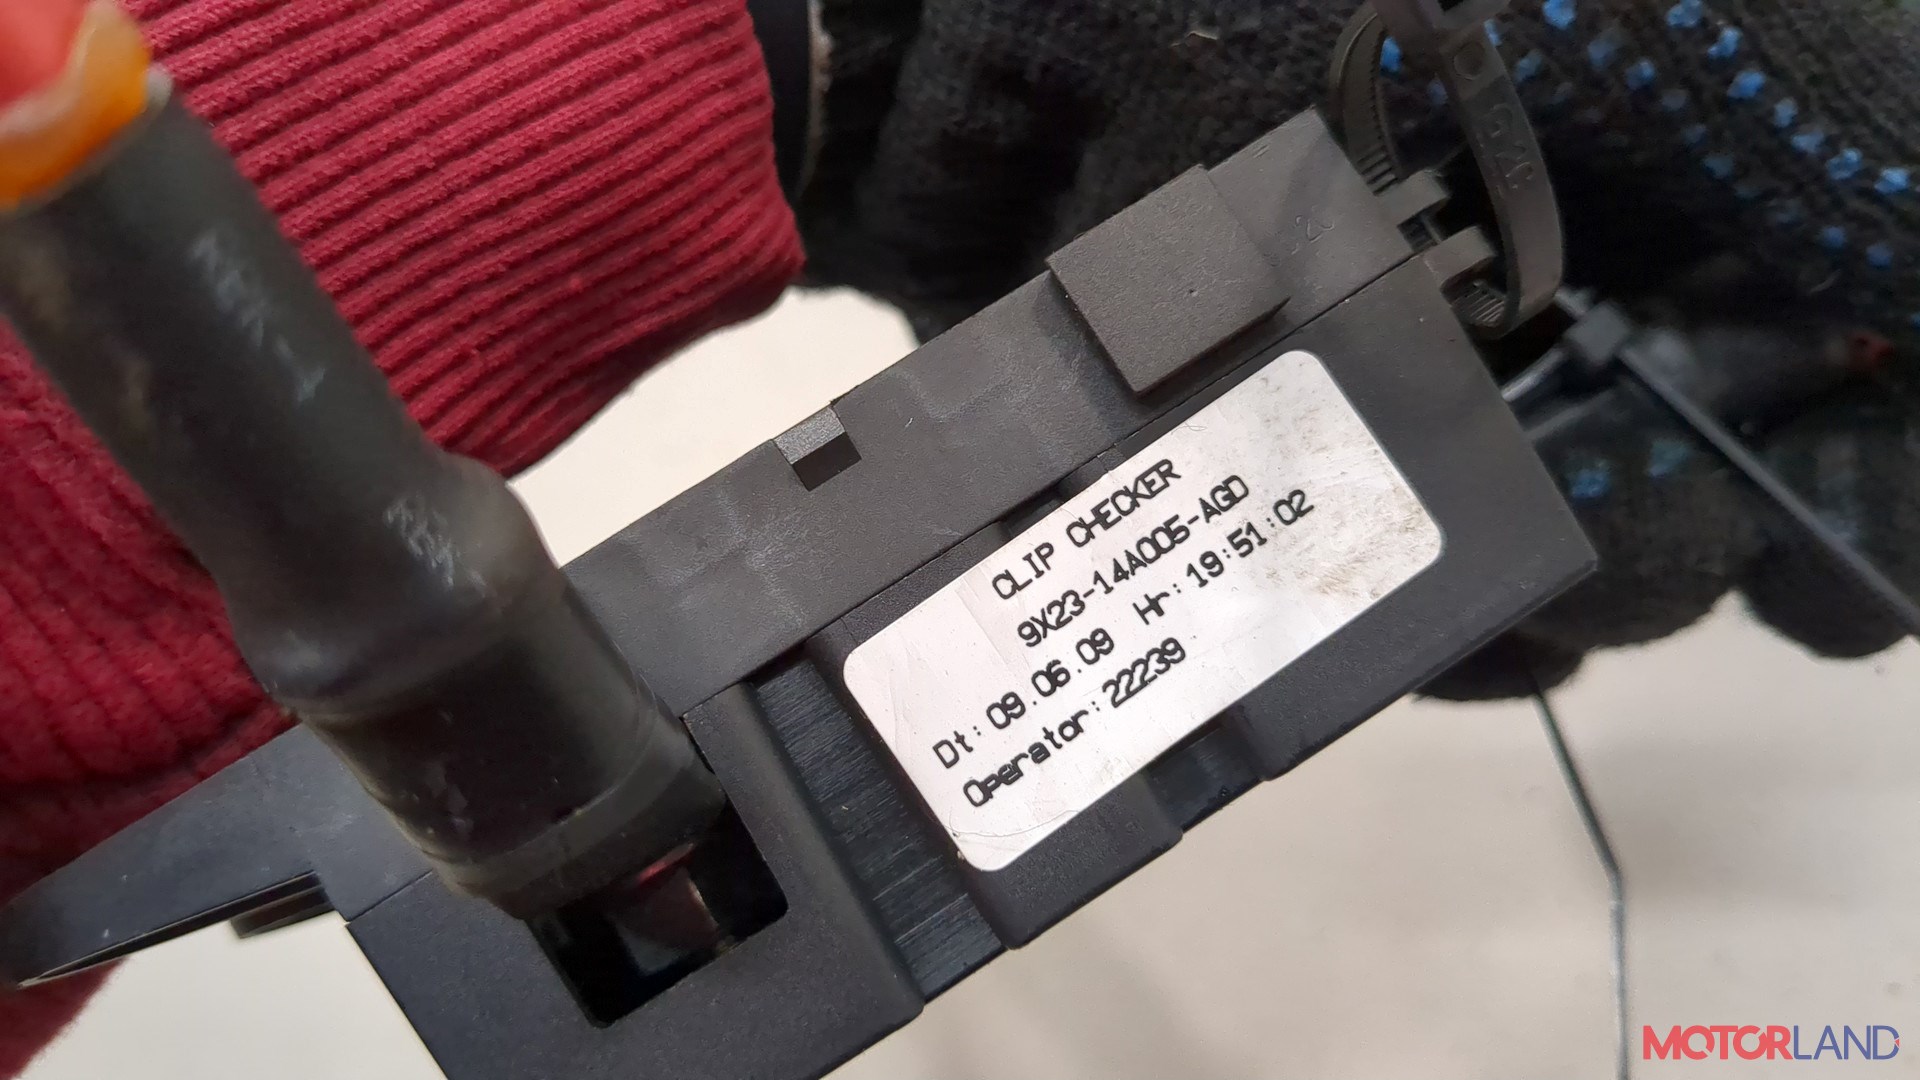 CLIP CHECKER
9X23-14A005-AGD
Dt:09.06.09 Hr:19:51:02
Operator:22239
MOTORLAND